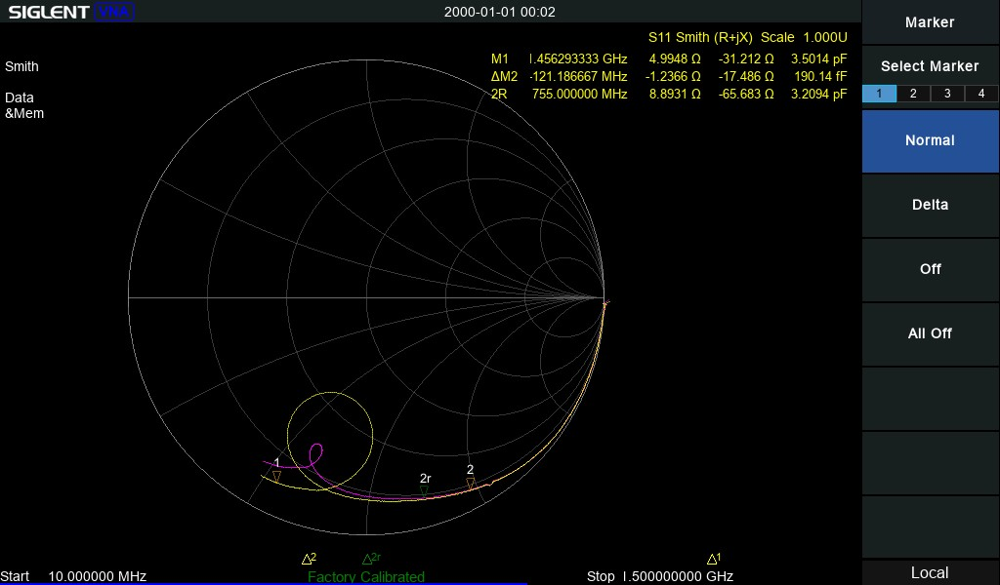 SIGLENT VNA 2000-01-01 00:02 Marker
S11 Smith (R+jX) Scale 1.000U
M1 1.456293333 GHz 4.9948 Ω -31.212 Ω 3.5014 pF
ΔM2 -121.186667 MHz -1.2366 Ω -17.486 Ω 190.14 fF
2R 755.000000 MHz 8.8931 Ω -65.683 Ω 3.2094 pF
Smith
Data
&Mem
Select Marker
1 2 3 4
Normal
Delta
Off
All Off
1
2r
2
Δ2 Δ2r Δ1
Start 10.000000 MHz Factory Calibrated Stop 1.500000000 GHz
Local